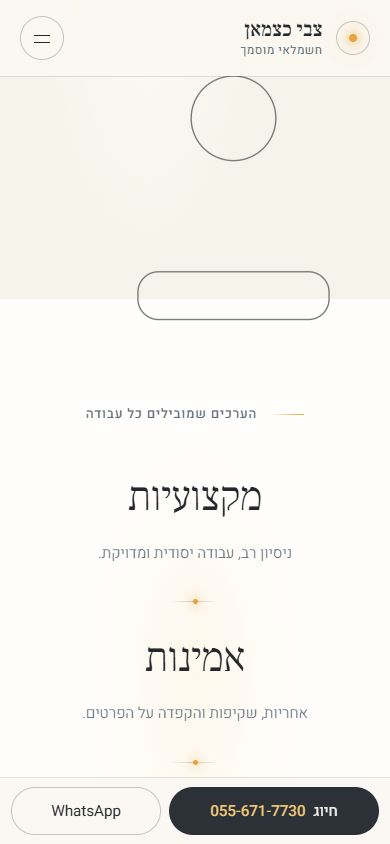 צבי כצמאן
חשמלאי מוסמך
הערכים שמובילים כל עבודה
מקצועיות
ניסיון רב, עבודה יסודית ומדויקת.
אמינות
אחריות, שקיפות והקפדה על הפרטים.
חיוג 055-671-7730
WhatsApp